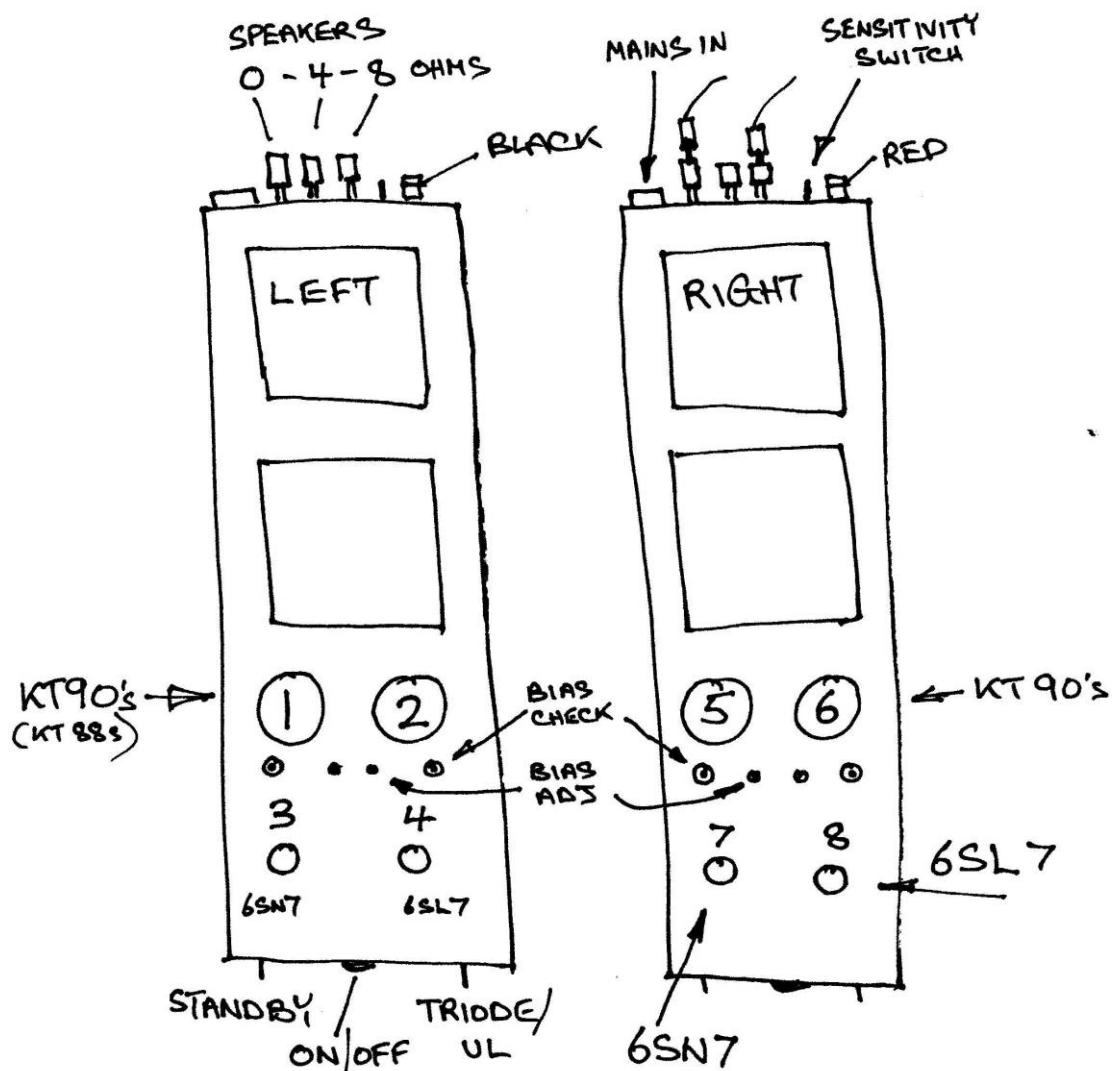 SPEAKERS
0 - 4 - 8 OHMS
BLACK
MAINS IN
SENSITIVITY
SWITCH
RED
LEFT
RIGHT
KT90's
(KT88s)
1
2
BIAS
CHECK
5
6
KT90's
BIAS
ADJ
3
4
7
8
6SN7
6SL7
6SL7
STANDBY
ON/OFF
TRIODE/
UL
6SN7